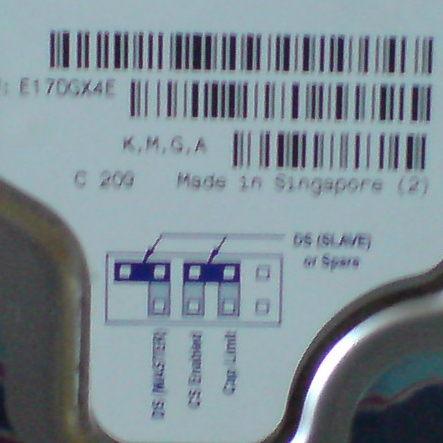 : E170GX4E
K,M,G,A
C 209 Made in Singapore (2)
DS (SLAVE)
or Spare
DS (MASTER)
CS Enabled
Cap Limit